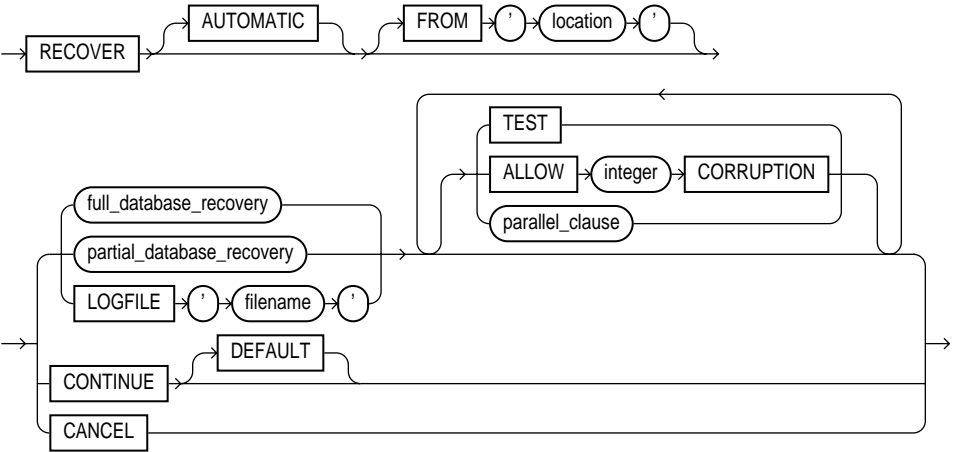 RECOVER AUTOMATIC FROM ' location '
TEST
ALLOW integer CORRUPTION
parallel_clause
full_database_recovery
partial_database_recovery
LOGFILE ' filename '
CONTINUE DEFAULT
CANCEL